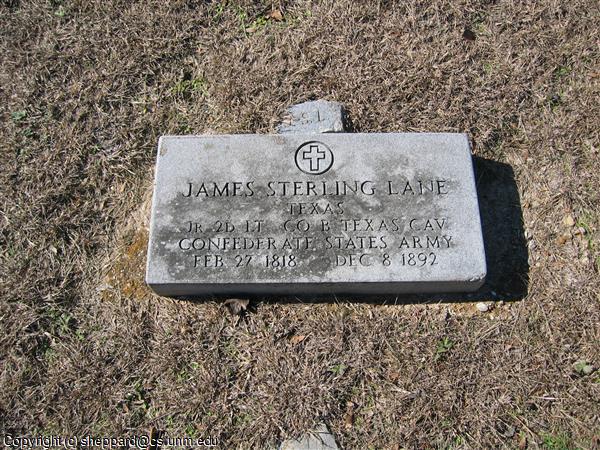 J.S.L.
JAMES STERLING LANE
TEXAS
JR 2D LT CO B TEXAS CAV
CONFEDERATE STATES ARMY
FEB 27 1818 DEC 8 1892
Copyright (c) sheppard@cs.unm.edu